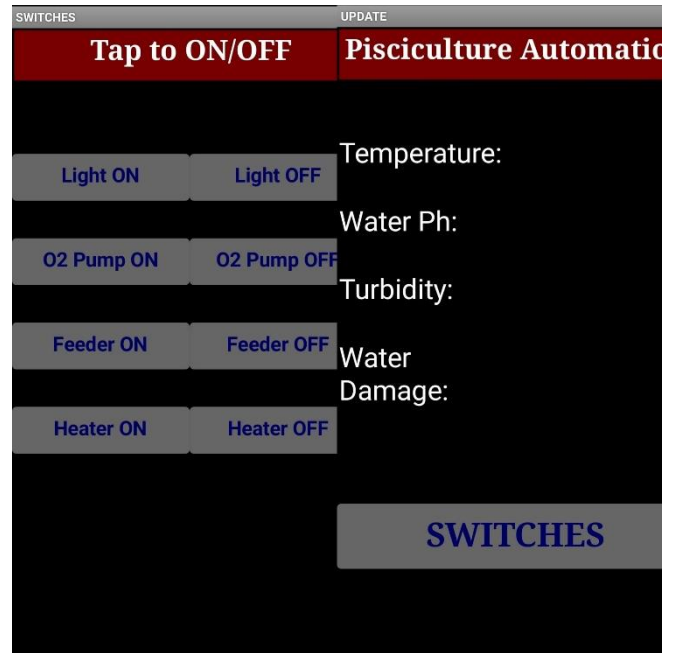 SWITCHES
Tap to ON/OFF
Light ON
Light OFF
O2 Pump ON
O2 Pump OFF
Feeder ON
Feeder OFF
Heater ON
Heater OFF
UPDATE
Pisciculture Automatic
Temperature:
Water Ph:
Turbidity:
Water
Damage:
SWITCHES